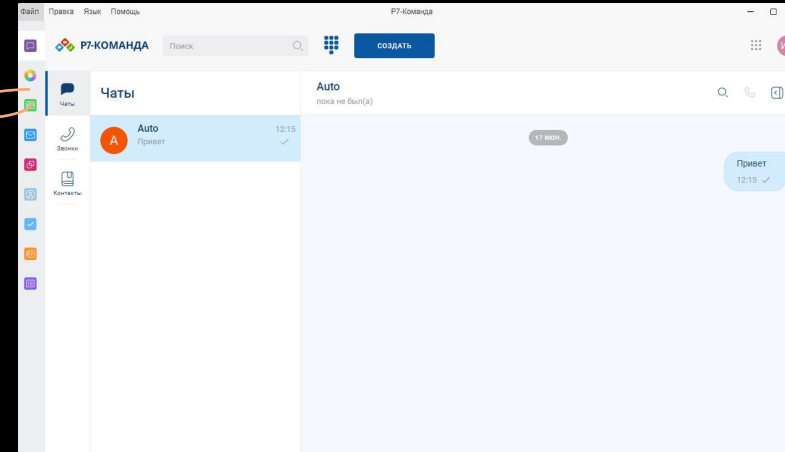 Файл Правка Язык Помощь
Р7-Команда
Р7-КОМАНДА
Поиск
СОЗДАТЬ
Чаты
Звонки
Контакты
Чаты
Auto 12:15
Привет
Auto
пока не был(а)
17 ИЮН.
Привет
12:15